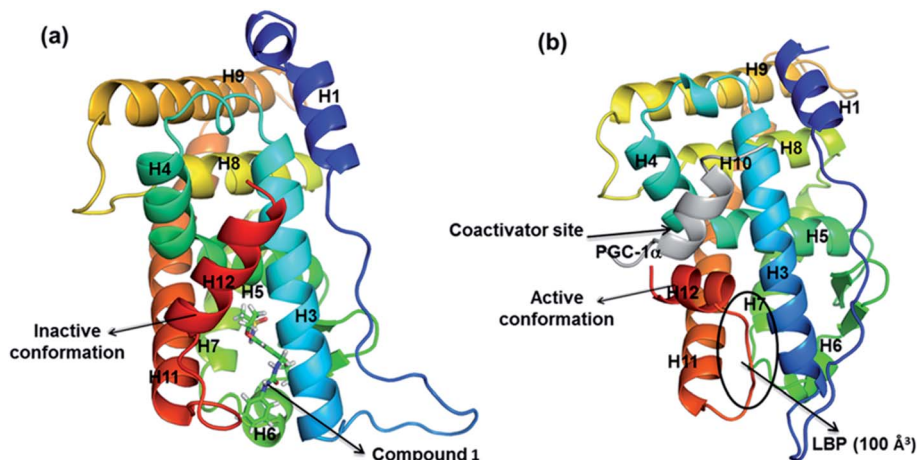 (a)
H9
H1
H4
H8
H12
H5
H3
Inactive
conformation
H7
H11
H6
Compound 1
(b)
H9
H1
H4
H10
H8
Coactivator site
PGC-1α
H5
H3
Active
conformation
H12
H7
H6
H11
LBP (100 Å³)